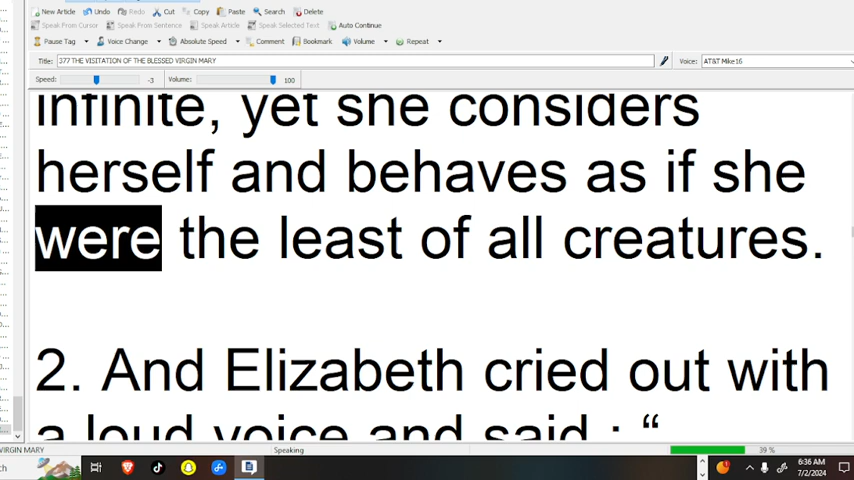 New Article Undo Redo Cut Copy Paste Search Delete
Speak From Cursor Speak From Sentence Speak Article Speak Selected Text Auto Continue
Pause Tag Voice Change Absolute Speed Comment Bookmark Volume Repeat
Title: 377 THE VISITATION OF THE BLESSED VIRGIN MARY Voice: AT&T Mike16
Speed: -3 Volume: 100
infinite, yet she considers
herself and behaves as if she
were the least of all creatures.
2. And Elizabeth cried out with
a loud voice and said : “
VIRGIN MARY Speaking 39 %
6:36 AM
7/2/2024